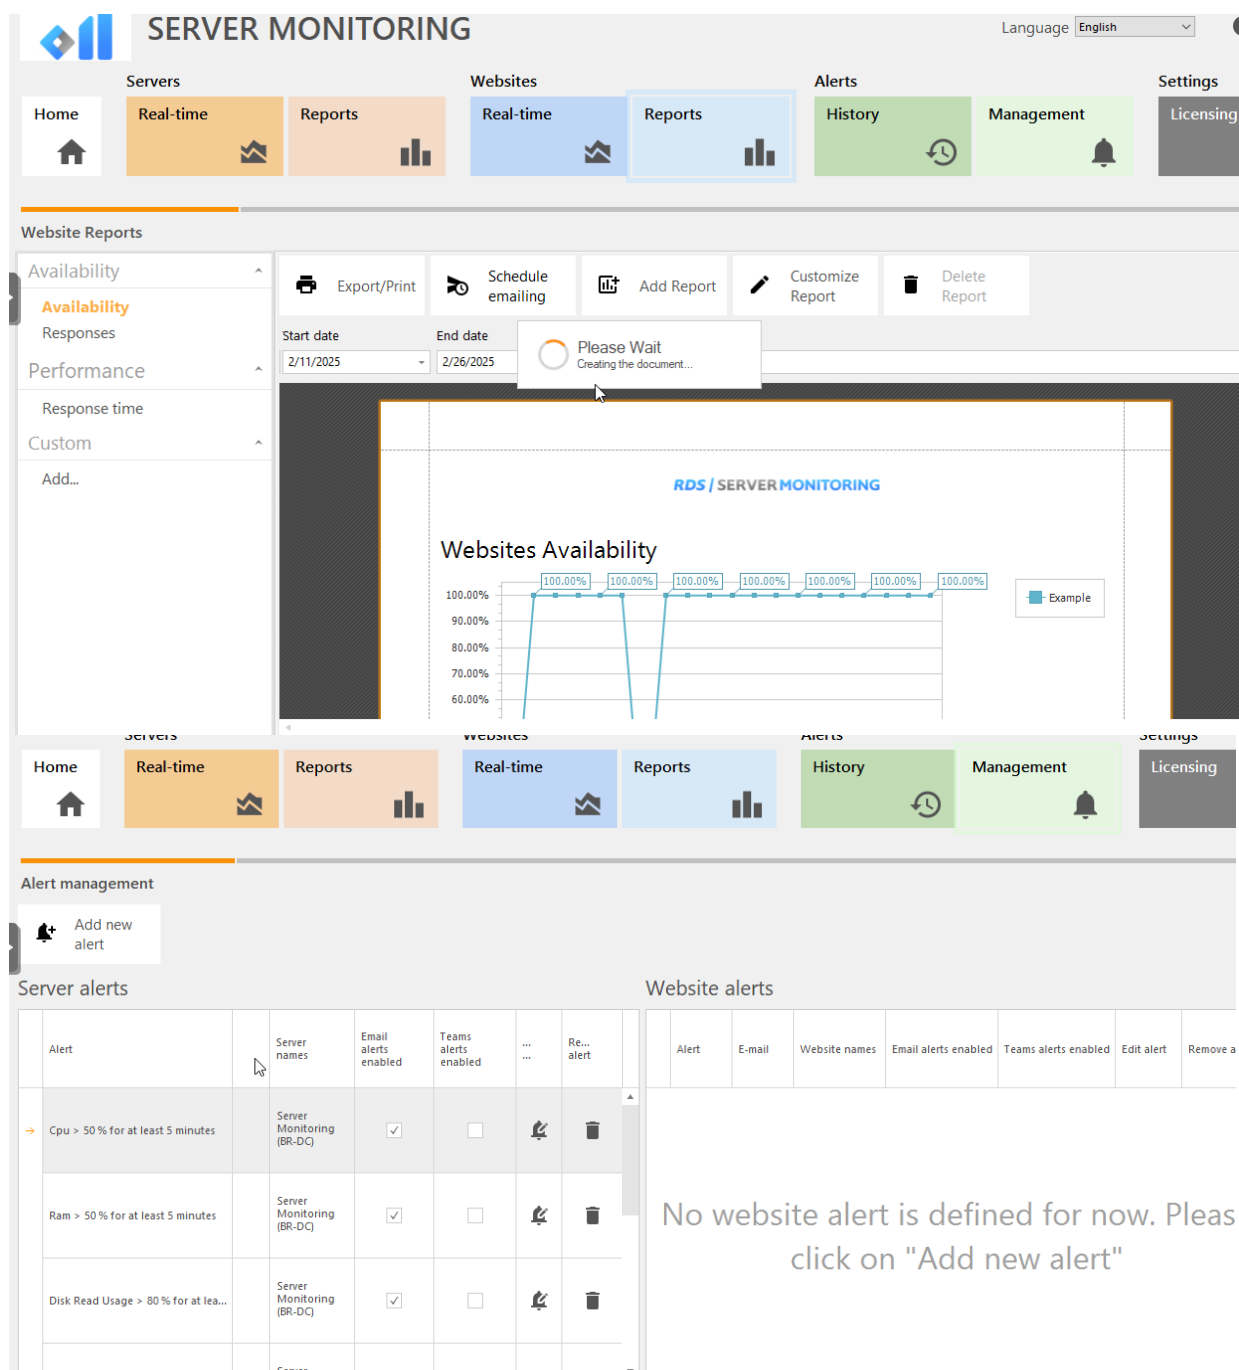 SERVER MONITORING
Language English
Servers
Websites
Alerts
Settings
Home
Real-time
Reports
Real-time
Reports
History
Management
Licensing
Website Reports
Availability
Availability
Responses
Performance
Response time
Custom
Add...
Export/Print
Schedule
emailing
Add Report
Customize
Report
Delete
Report
Start date
End date
2/11/2025
2/26/2025
Please Wait
Creating the document...
RDS / SERVER MONITORING
Websites Availability
100.00% 100.00% 100.00% 100.00% 100.00% 100.00% 100.00%
100.00%
90.00%
80.00%
70.00%
60.00%
Example
Servers
Websites
Alerts
Settings
Home
Real-time
Reports
Real-time
Reports
History
Management
Licensing
Alert management
Add new
alert
Server alerts
Alert
Server
names
Email
alerts
enabled
Teams
alerts
enabled
...
...
Re...
alert
Cpu > 50 % for at least 5 minutes
Server
Monitoring
(BR-DC)
Ram > 50 % for at least 5 minutes
Server
Monitoring
(BR-DC)
Disk Read Usage > 80 % for at lea...
Server
Monitoring
(BR-DC)
Server
Website alerts
Alert
E-mail
Website names
Email alerts enabled
Teams alerts enabled
Edit alert
Remove a
No website alert is defined for now. Pleas
click on "Add new alert"